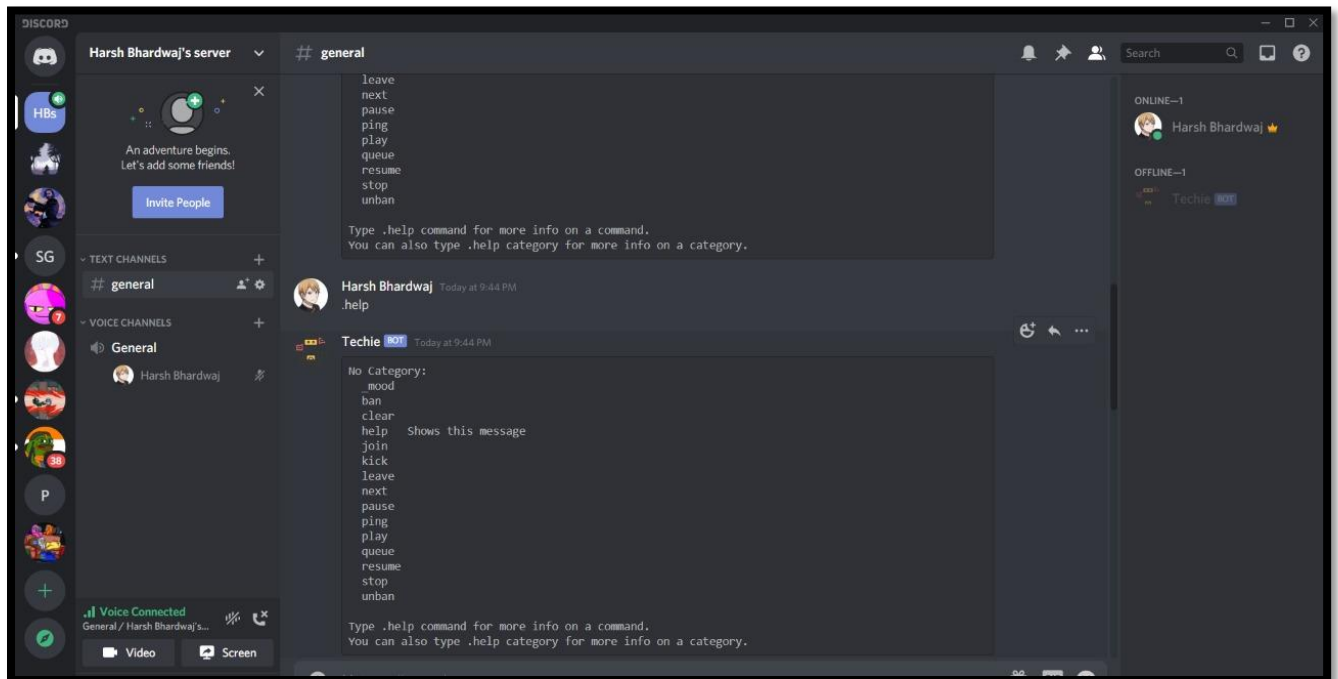 DISCORD
Harsh Bhardwaj's server
general
Search
HBs
An adventure begins.
Let's add some friends!
Invite People
SG
TEXT CHANNELS
general
7
VOICE CHANNELS
General
Harsh Bhardwaj
38
P
Voice Connected
General / Harsh Bhardwaj's...
Video
Screen
leave
next
pause
ping
play
queue
resume
stop
unban
Type .help command for more info on a command.
You can also type .help category for more info on a category.
Harsh Bhardwaj Today at 9:44 PM
.help
Techie BOT Today at 9:44 PM
No Category:
_mood
ban
clear
help Shows this message
join
kick
leave
next
pause
ping
play
queue
resume
stop
unban
Type .help command for more info on a command.
You can also type .help category for more info on a category.
ONLINE—1
Harsh Bhardwaj
OFFLINE—1
Techie BOT